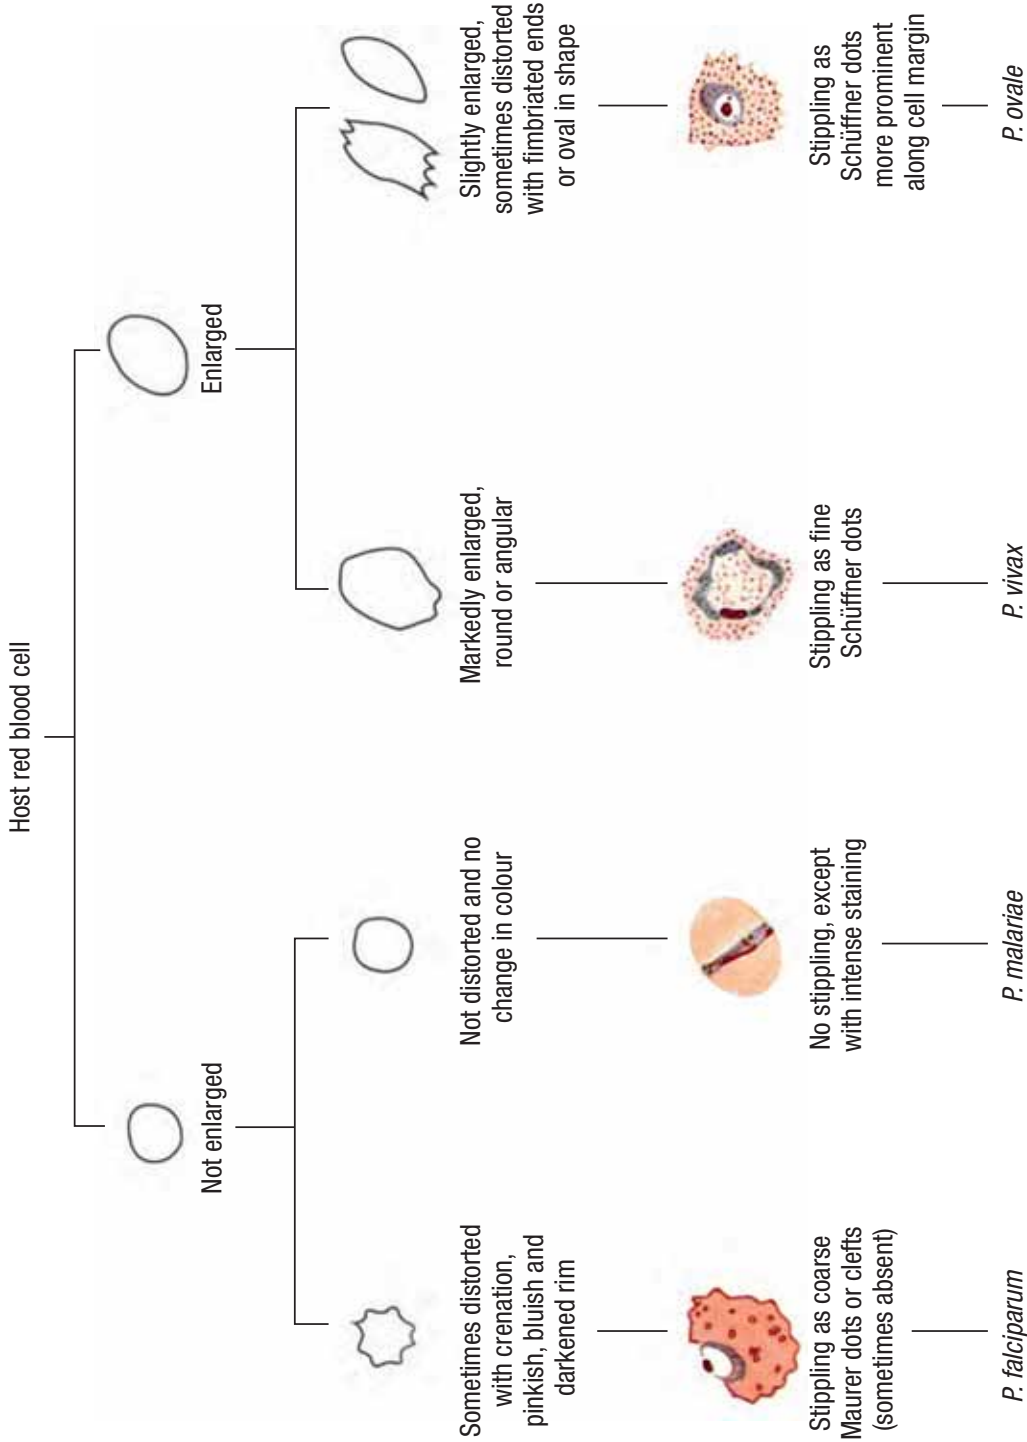 Host red blood cell
Not enlarged
Enlarged
Sometimes distorted
with crenation,
pinkish, bluish and
darkened rim
Not distorted and no
change in colour
Markedly enlarged,
round or angular
Slightly enlarged,
sometimes distorted
with fimbriated ends
or oval in shape
Stippling as coarse
Maurer dots or clefts
(sometimes absent)
No stippling, except
with intense staining
Stippling as fine
Schüffner dots
Stippling as
Schüffner dots
more prominent
along cell margin
P. falciparum
P. malariae
P. vivax
P. ovale